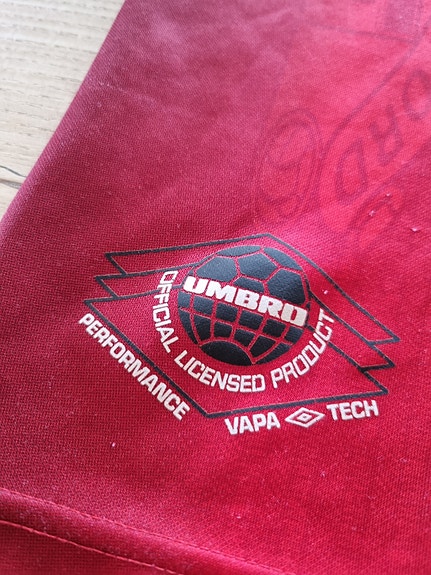 UMBRO
OFFICIAL LICENSED PRODUCT
PERFORMANCE
VAPA TECH